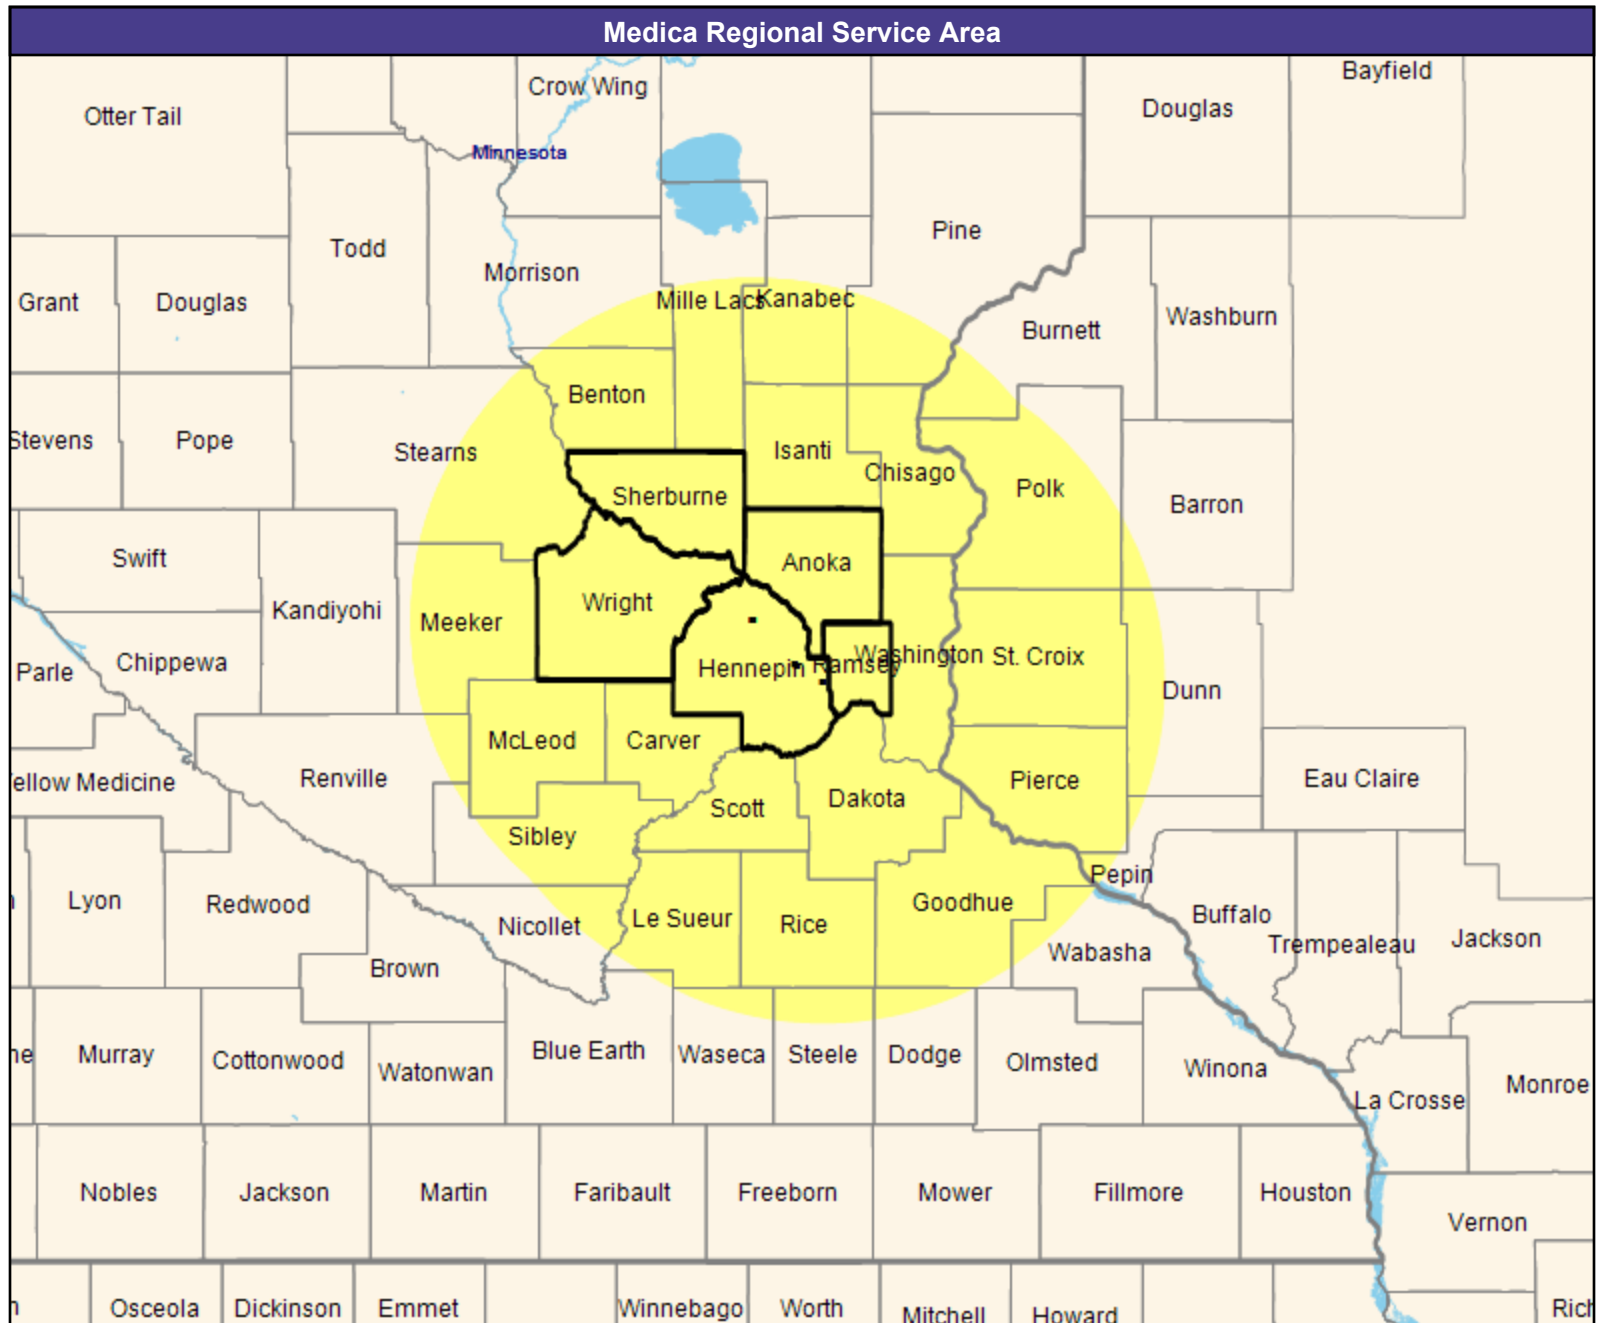 Medica Regional Service Area
Bayfield
Crow Wing
Douglas
Otter Tail
Minnesota
Pine
Todd
Morrison
Mille Lacs
Kanabec
Grant
Douglas
Washburn
Burnett
Benton
Stevens
Pope
Stearns
Isanti
Chisago
Polk
Sherburne
Barron
Swift
Anoka
Kandiyohi
Wright
Meeker
Parle
Chippewa
Hennepin
Ramsey
Washington
St. Croix
Dunn
McLeod
Carver
ellow Medicine
Renville
Scott
Dakota
Pierce
Eau Claire
Sibley
Pepin
Lyon
Redwood
Nicollet
Le Sueur
Rice
Goodhue
Buffalo
Trempealeau
Jackson
Brown
Wabasha
ne
Murray
Cottonwood
Watonwan
Blue Earth
Waseca
Steele
Dodge
Olmsted
Winona
La Crosse
Monroe
Nobles
Jackson
Martin
Faribault
Freeborn
Mower
Fillmore
Houston
Vernon
Osceola
Dickinson
Emmet
Winnebago
Worth
Mitchell
Howard
Rich